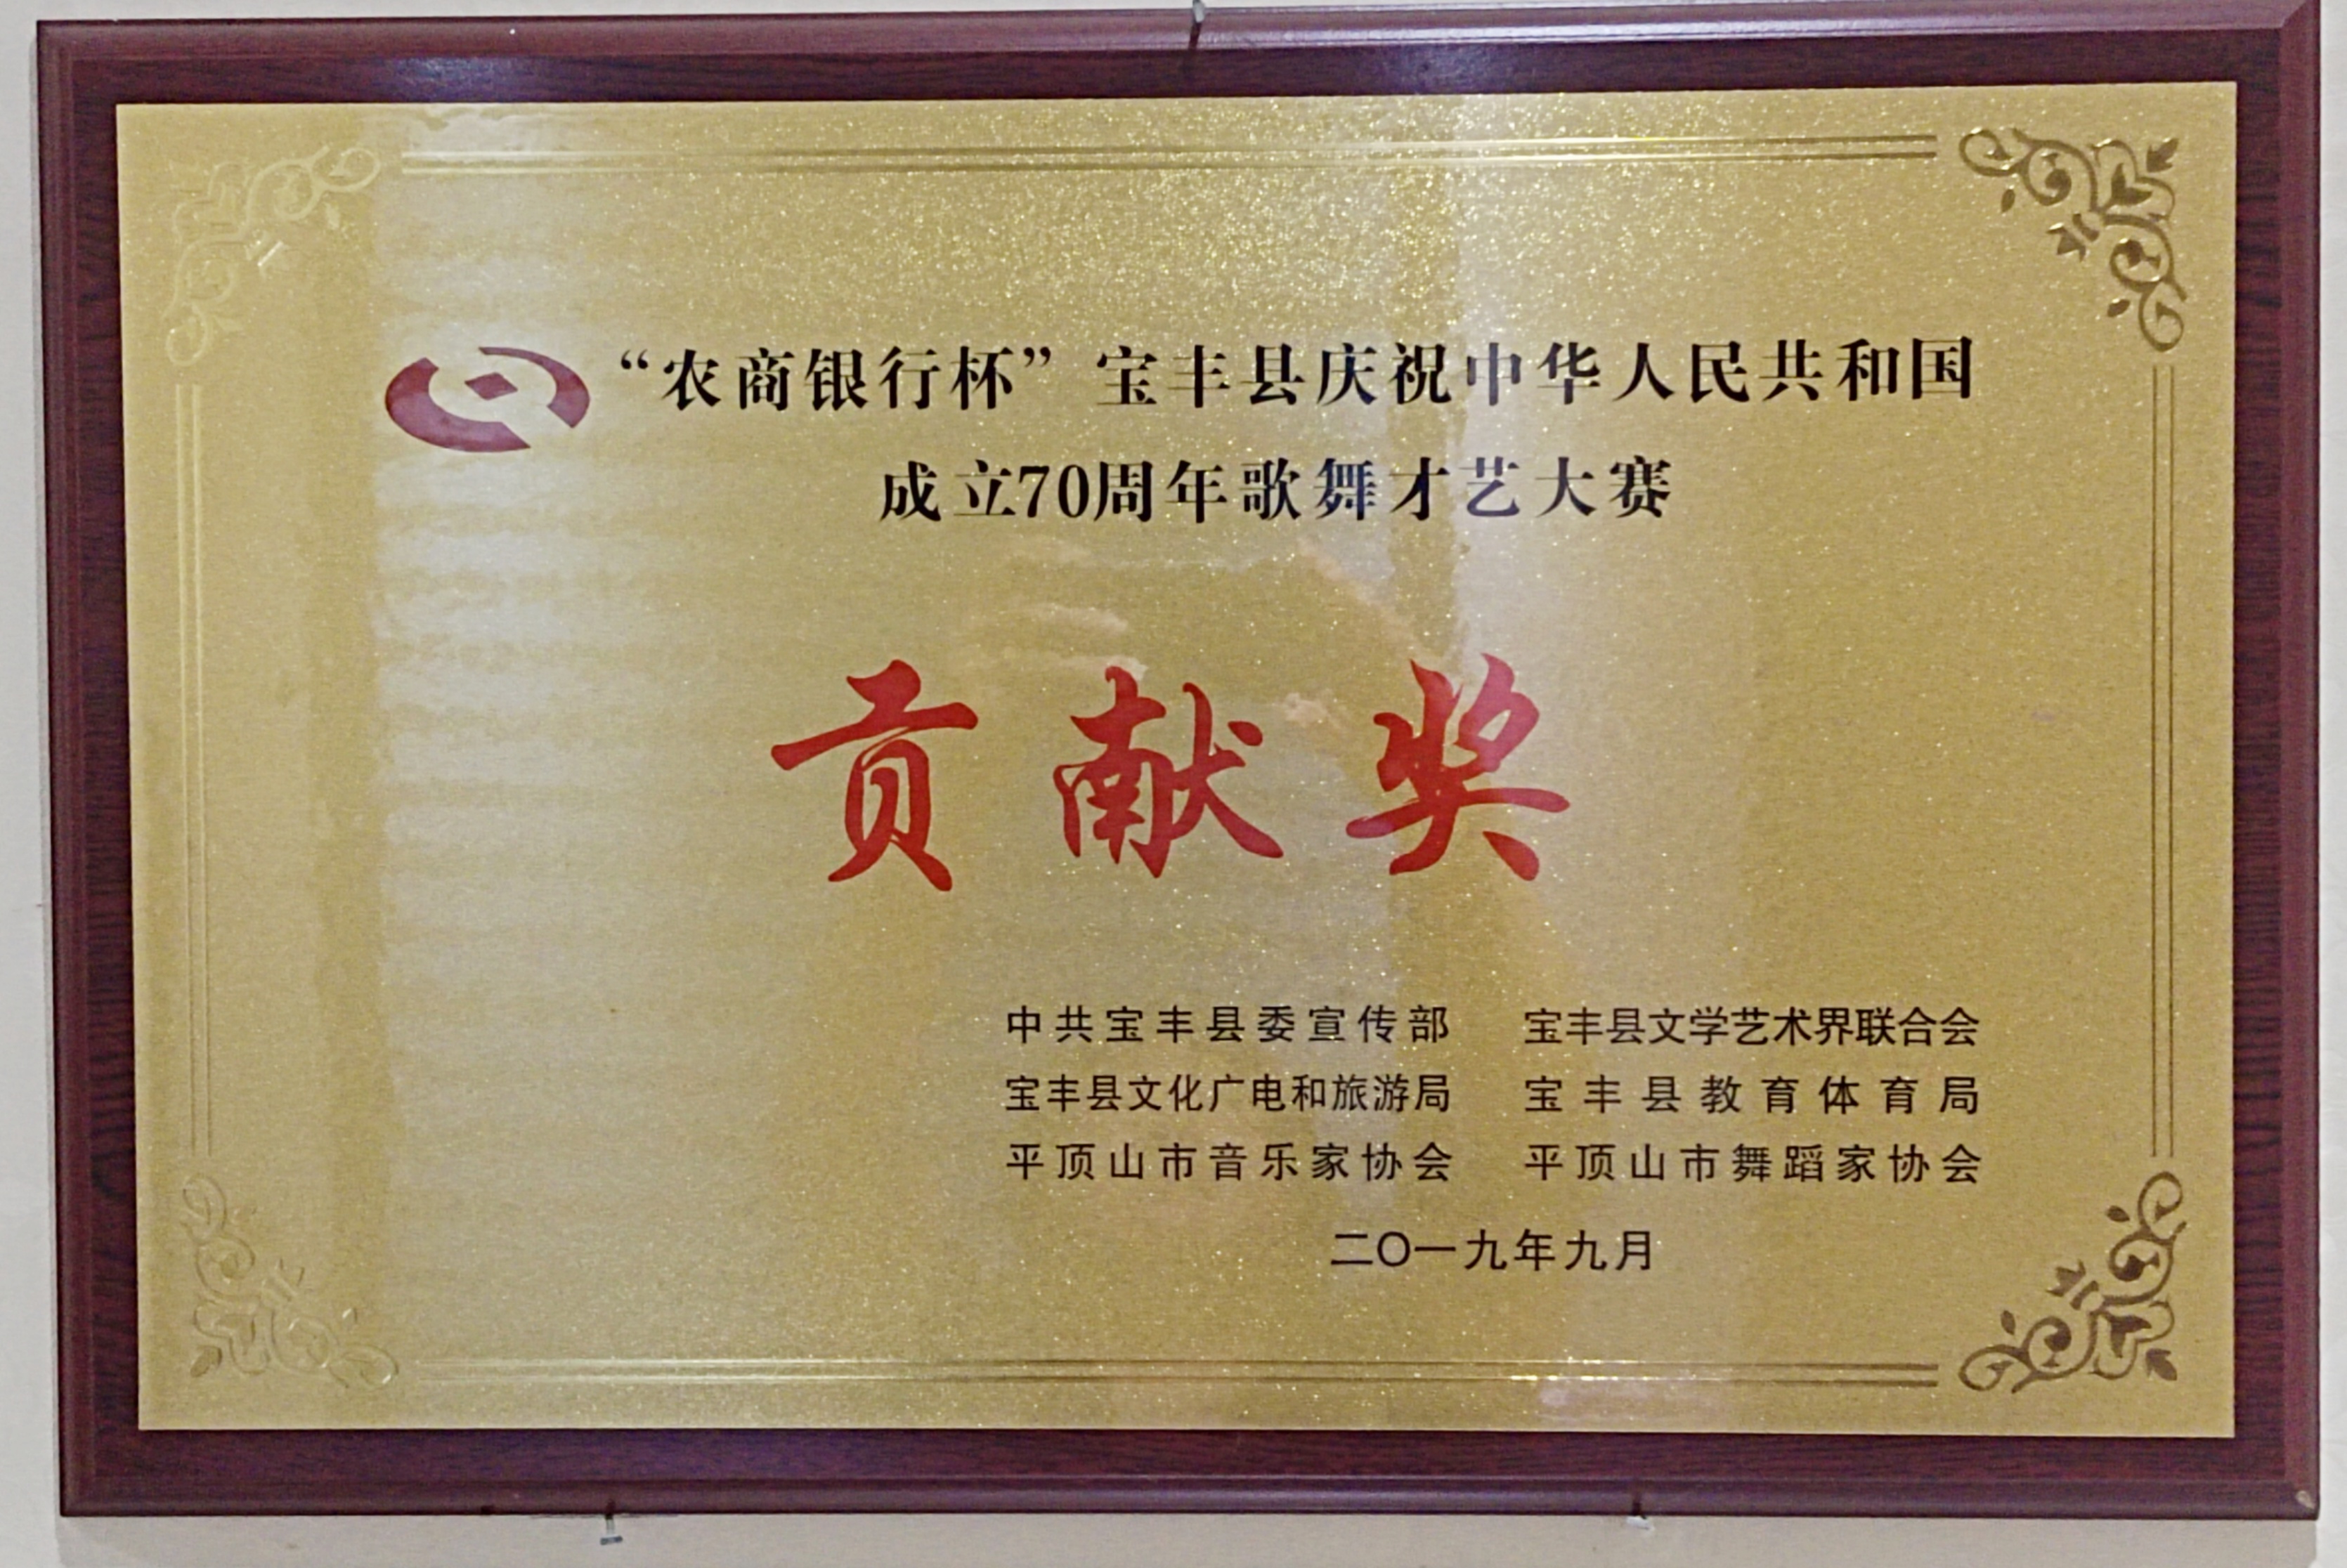 “农商银行杯”宝丰县庆祝中华人民共和国
成立70周年歌舞才艺大赛
贡献奖
中共宝丰县委宣传部 宝丰县文学艺术界联合会
宝丰县文化广电和旅游局 宝丰县教育体育局
平顶山市音乐家协会 平顶山市舞蹈家协会
二〇一九年九月